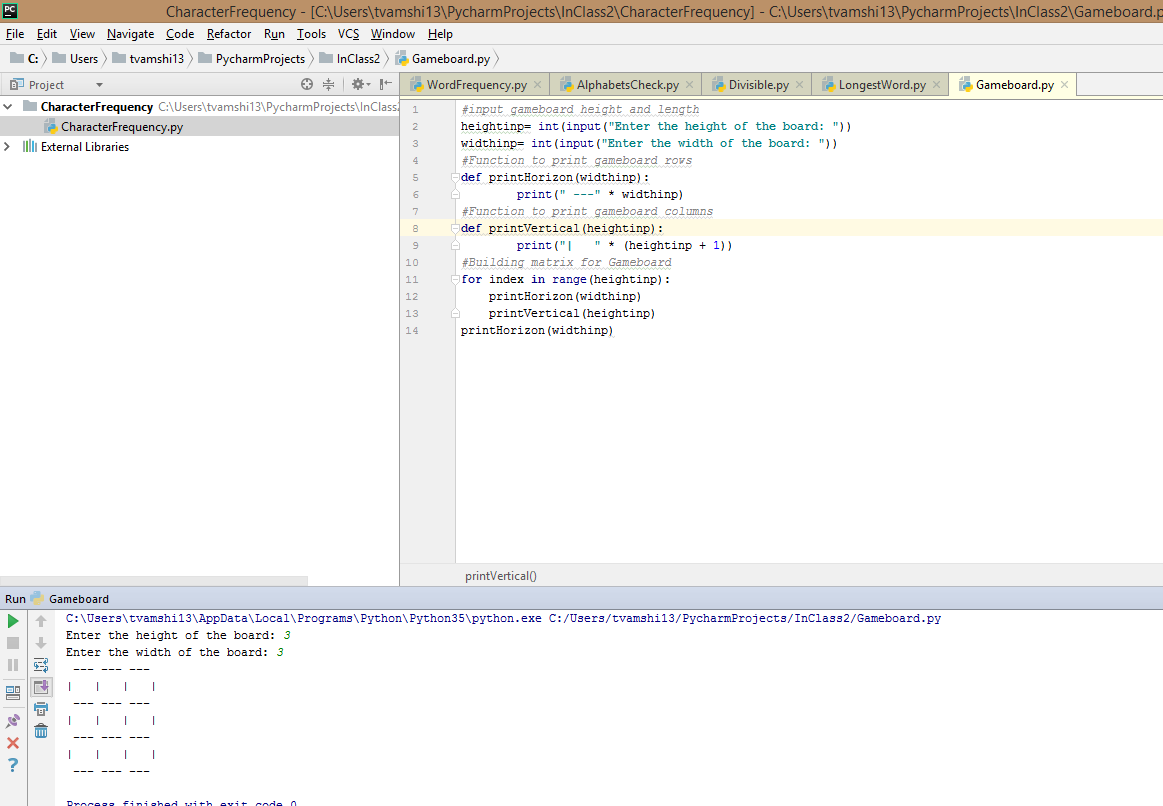 PC CharacterFrequency - [C:\Users\tvamshi13\PycharmProjects\InClass2\CharacterFrequency] - C:\Users\tvamshi13\PycharmProjects\InClass2\Gameboard.p
File Edit View Navigate Code Refactor Run Tools VCS Window Help
C: Users tvamshi13 PycharmProjects InClass2 Gameboard.py
Project
WordFrequency.py AlphabetsCheck.py Divisible.py LongestWord.py Gameboard.py
CharacterFrequency C:\Users\tvamshi13\PycharmProjects\InClass
CharacterFrequency.py
External Libraries
1 #input gameboard height and length
2 heightinp= int(input("Enter the height of the board: "))
3 widthinp= int(input("Enter the width of the board: "))
4 #Function to print gameboard rows
5 def printHorizon(widthinp):
6         print(" ---" * widthinp)
7 #Function to print gameboard columns
8 def printVertical(heightinp):
9         print("|   " * (heightinp + 1))
10 #Building matrix for Gameboard
11 for index in range(heightinp):
12     printHorizon(widthinp)
13     printVertical(heightinp)
14 printHorizon(widthinp)
printVertical()
Run Gameboard
C:\Users\tvamshi13\AppData\Local\Programs\Python\Python35\python.exe C:/Users/tvamshi13/PycharmProjects/InClass2/Gameboard.py
Enter the height of the board: 3
Enter the width of the board: 3
 --- --- ---
|   |   |   |
 --- --- ---
|   |   |   |
 --- --- ---
|   |   |   |
 --- --- ---
Process finished with exit code 0